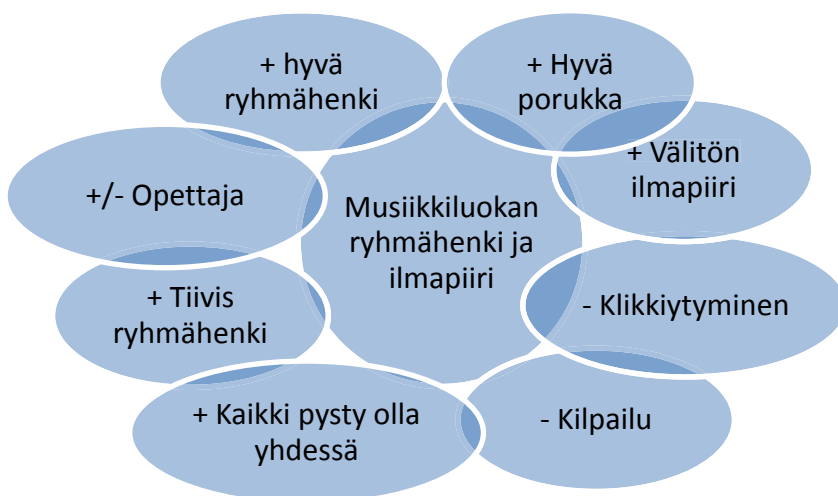 + hyvä
ryhmähenki
+ Hyvä
porukka
+ Välitön
ilmapiiri
+/- Opettaja
Musiikkiluokan
ryhmähenki ja
ilmapiiri
- Klikkiytyminen
+ Tiivis
ryhmähenki
+ Kaikki pysty olla
yhdessä
- Kilpailu